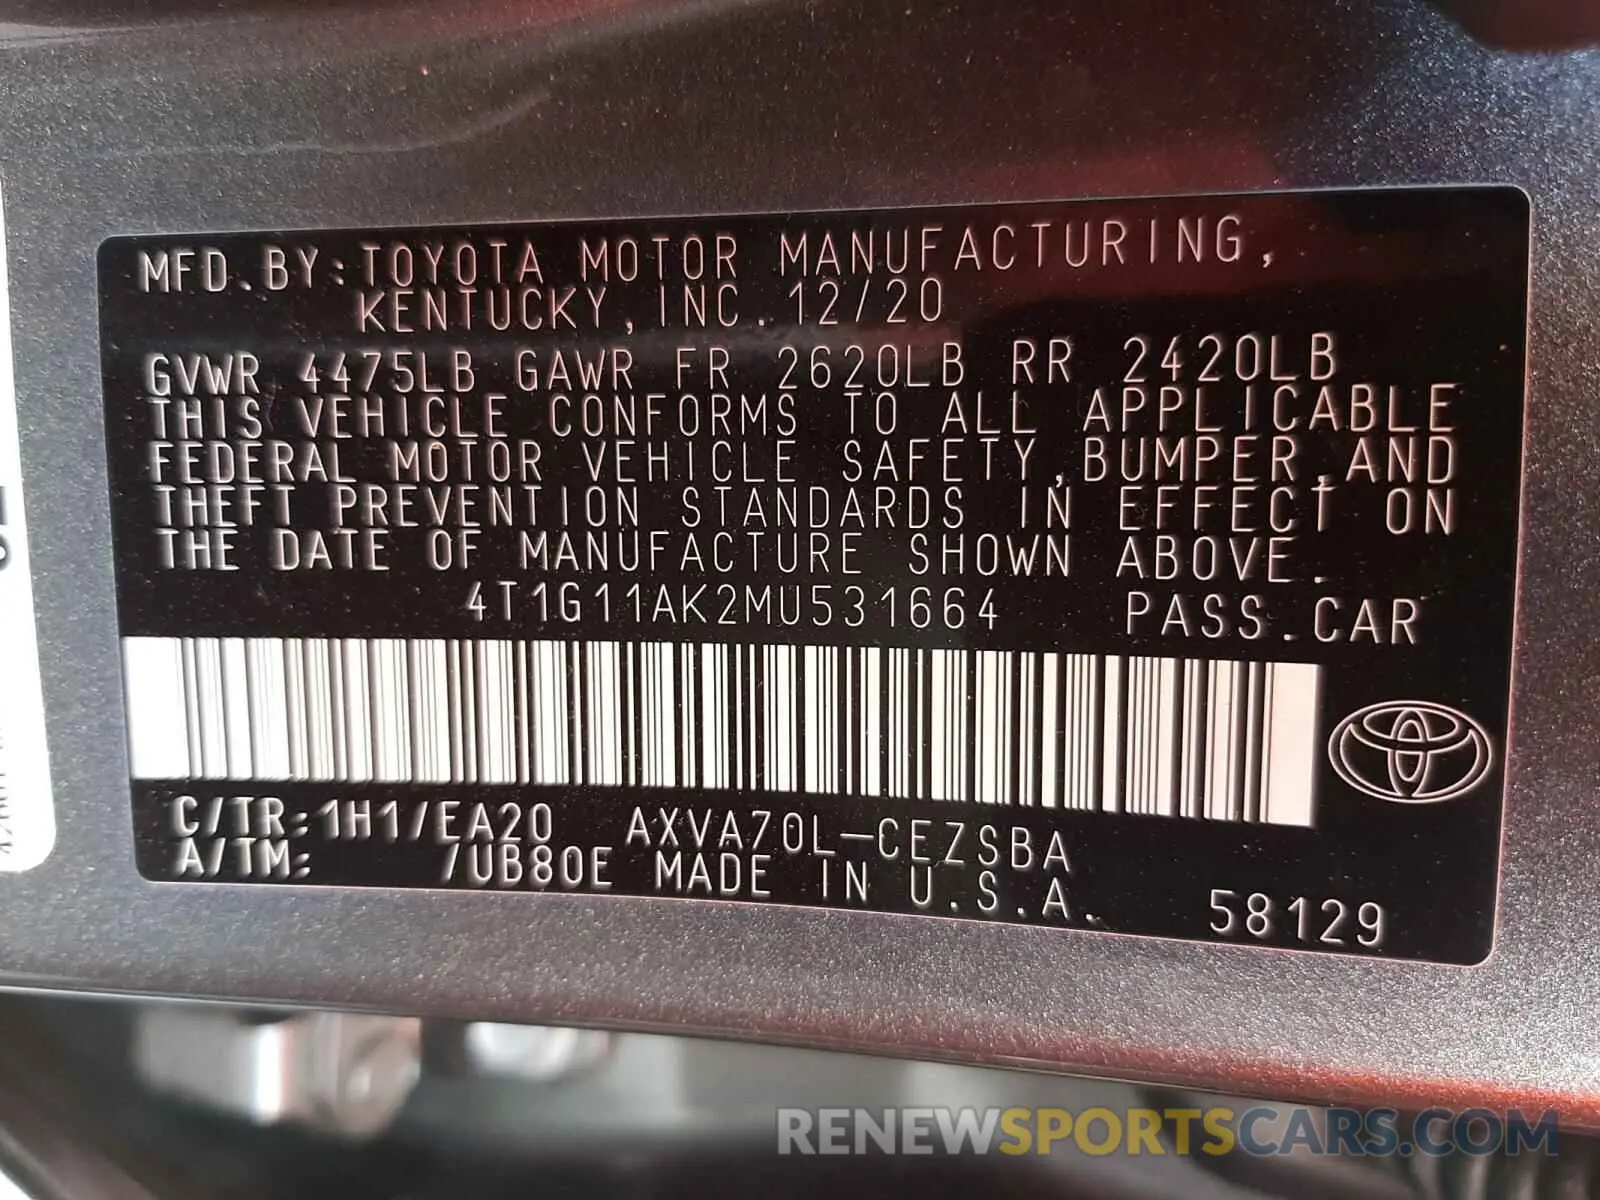 MFD.BY:TOYOTA MOTOR MANUFACTURING,
KENTUCKY,INC.12/20
GVWR 4475LB GAWR FR 2620LB RR 2420LB
THIS VEHICLE CONFORMS TO ALL APPLICABLE
FEDERAL MOTOR VEHICLE SAFETY,BUMPER,AND
THEFT PREVENTION STANDARDS IN EFFECT ON
THE DATE OF MANUFACTURE SHOWN ABOVE.
4T1G11AK2MU531664 PASS.CAR
C/TR:1H1/EA20 AXVA70L-CEZSBA
A/TM: /UB80E MADE IN U.S.A. 58129
RENEWSPORTSCARS.COM